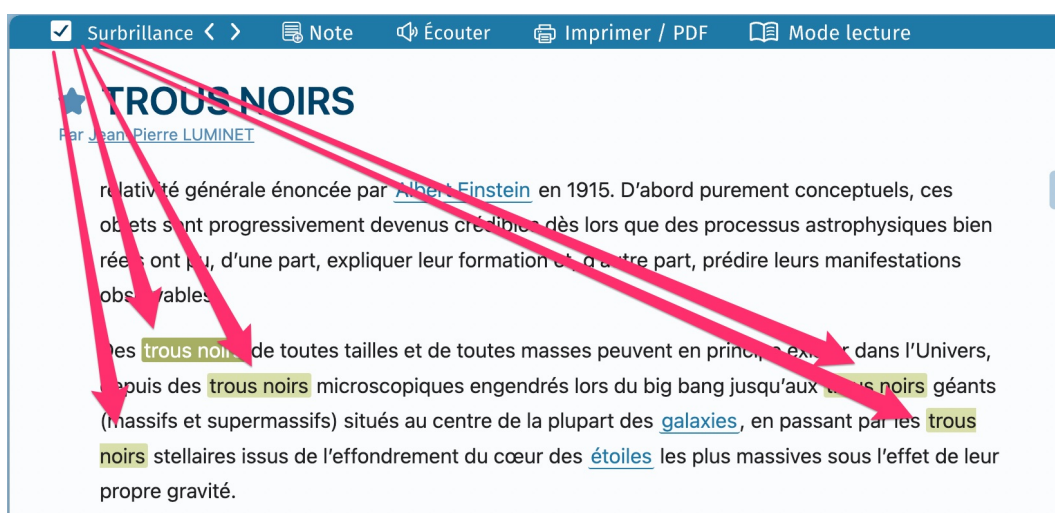 Surbrillance < > Note Écouter Imprimer / PDF Mode lecture
TROUS NOIRS
Par Jean-Pierre LUMINET
relativité générale énoncée par Albert Einstein en 1915. D'abord purement conceptuels, ces
objets sont progressivement devenus crédibles dès lors que des processus astrophysiques bien
réels ont pu, d'une part, expliquer leur formation et, d'autre part, prédire leurs manifestations
observables.
Des trous noirs de toutes tailles et de toutes masses peuvent en principe exister dans l'Univers,
depuis des trous noirs microscopiques engendrés lors du big bang jusqu'aux trous noirs géants
(massifs et supermassifs) situés au centre de la plupart des galaxies, en passant par les trous
noirs stellaires issus de l'effondrement du cœur des étoiles les plus massives sous l'effet de leur
propre gravité.